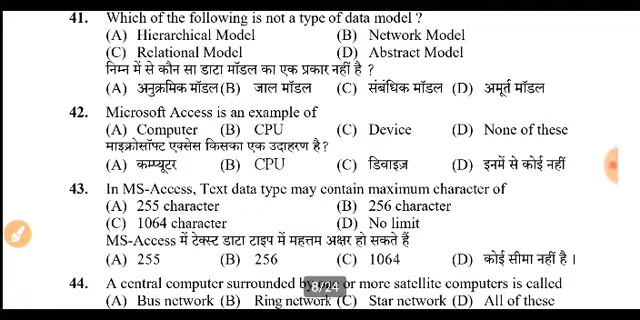 41. Which of the following is not a type of data model ?
(A) Hierarchical Model (B) Network Model
(C) Relational Model (D) Abstract Model
निम्न में से कौन सा डाटा मॉडल का एक प्रकार नहीं है ?
(A) अनुक्रमिक मॉडल (B) जाल मॉडल (C) संबंधिक मॉडल (D) अमूर्त मॉडल
42. Microsoft Access is an example of
(A) Computer (B) CPU (C) Device (D) None of these
माइक्रोसॉफ्ट एक्सेस किसका एक उदाहरण है ?
(A) कम्प्यूटर (B) CPU (C) डिवाइज़ (D) इनमें से कोई नहीं
43. In MS-Access, Text data type may contain maximum character of
(A) 255 character (B) 256 character
(C) 1064 character (D) No limit
MS-Access में टेक्स्ट डाटा टाइप में महत्तम अक्षर हो सकते हैं
(A) 255 (B) 256 (C) 1064 (D) कोई सीमा नहीं है ।
44. A central computer surrounded by or more satellite computers is called
8/24
(A) Bus network (B) Ring network (C) Star network (D) All of these